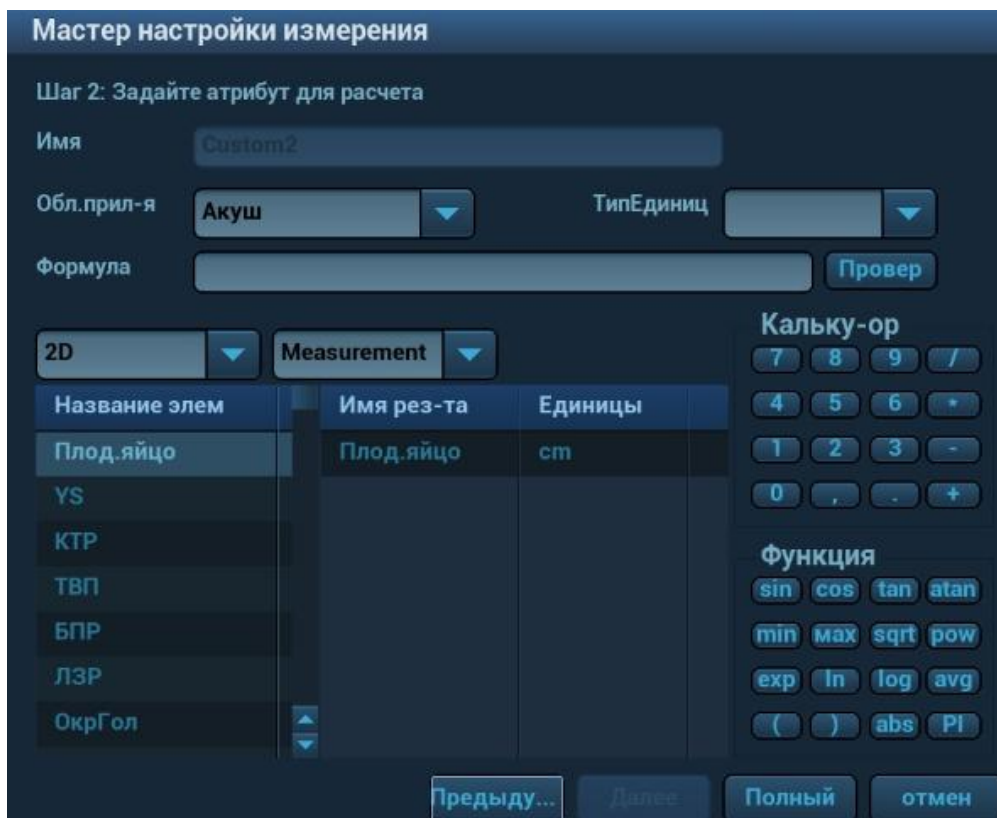 Мастер настройки измерения
Шаг 2: Задайте атрибут для расчета
Имя Custom2
Обл.прил-я Акуш ТипЕдиниц
Формула Провер
2D Measurement Кальку-ор
7 8 9 /
Название элем Имя рез-та Единицы 4 5 6 *
Плод.яйцо Плод.яйцо cm 1 2 3 -
YS 0 , . +
КТР
ТВП Функция
sin cos tan atan
БПР min мах sqrt pow
ЛЗР exp ln log avg
ОкрГол ( ) abs PI
Предыду... Далее Полный отмен